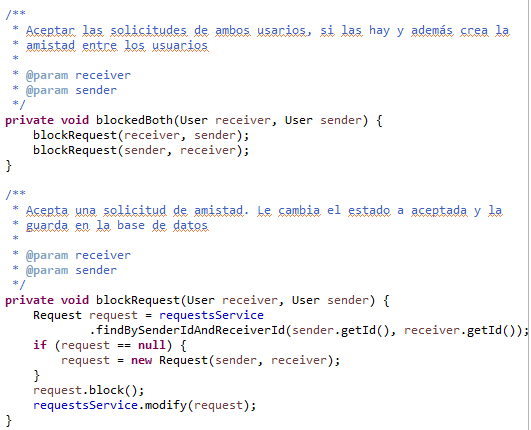 /**
 * Aceptar las solicitudes de ambos usarios, si las hay y además crea la
 * amistad entre los usuarios
 *
 * @param receiver
 * @param sender
 */
private void blockedBoth(User receiver, User sender) {
    blockRequest(receiver, sender);
    blockRequest(sender, receiver);
}

/**
 * Acepta una solicitud de amistad. Le cambia el estado a aceptada y la
 * guarda en la base de datos
 *
 * @param receiver
 * @param sender
 */
private void blockRequest(User receiver, User sender) {
    Request request = requestsService
            .findBySenderIdAndReceiverId(sender.getId(), receiver.getId());
    if (request == null) {
        request = new Request(sender, receiver);
    }
    request.block();
    requestsService.modify(request);
}